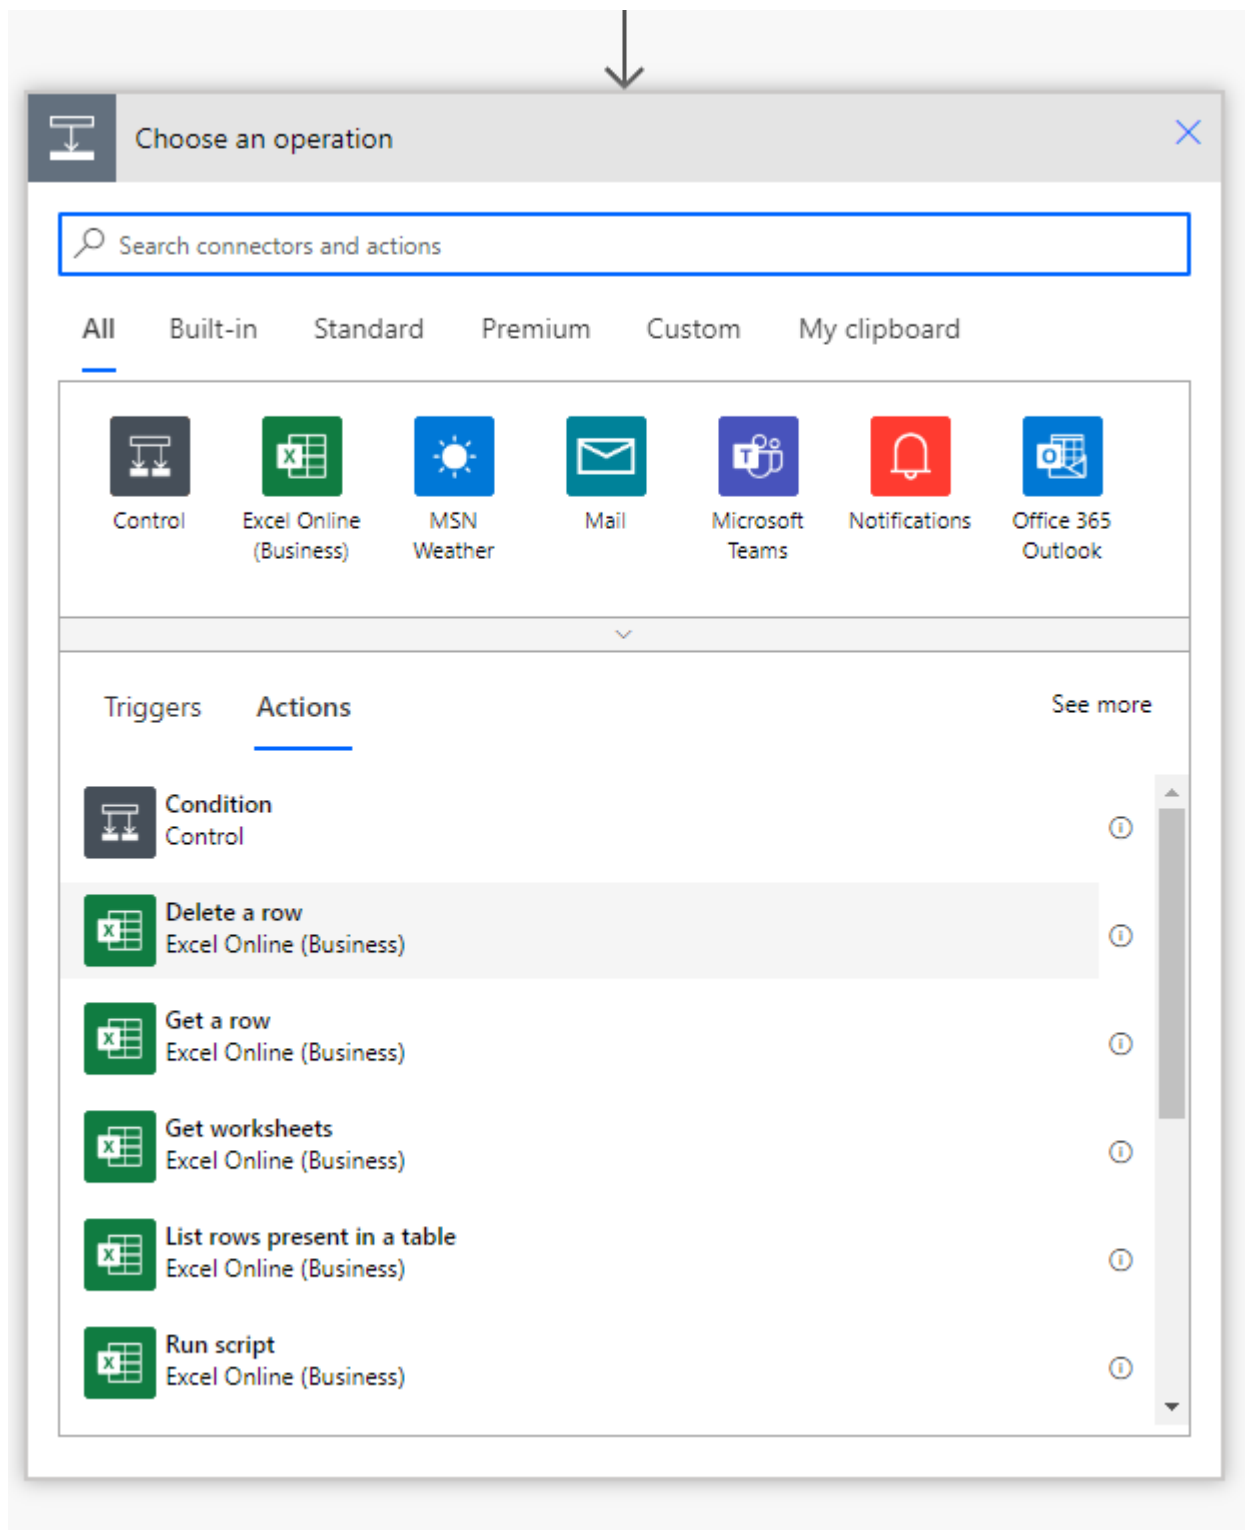 Choose an operation
Search connectors and actions
All Built-in Standard Premium Custom My clipboard
Control Excel Online (Business) MSN Weather Mail Microsoft Teams Notifications Office 365 Outlook
Triggers Actions See more
Condition
Control
Delete a row
Excel Online (Business)
Get a row
Excel Online (Business)
Get worksheets
Excel Online (Business)
List rows present in a table
Excel Online (Business)
Run script
Excel Online (Business)